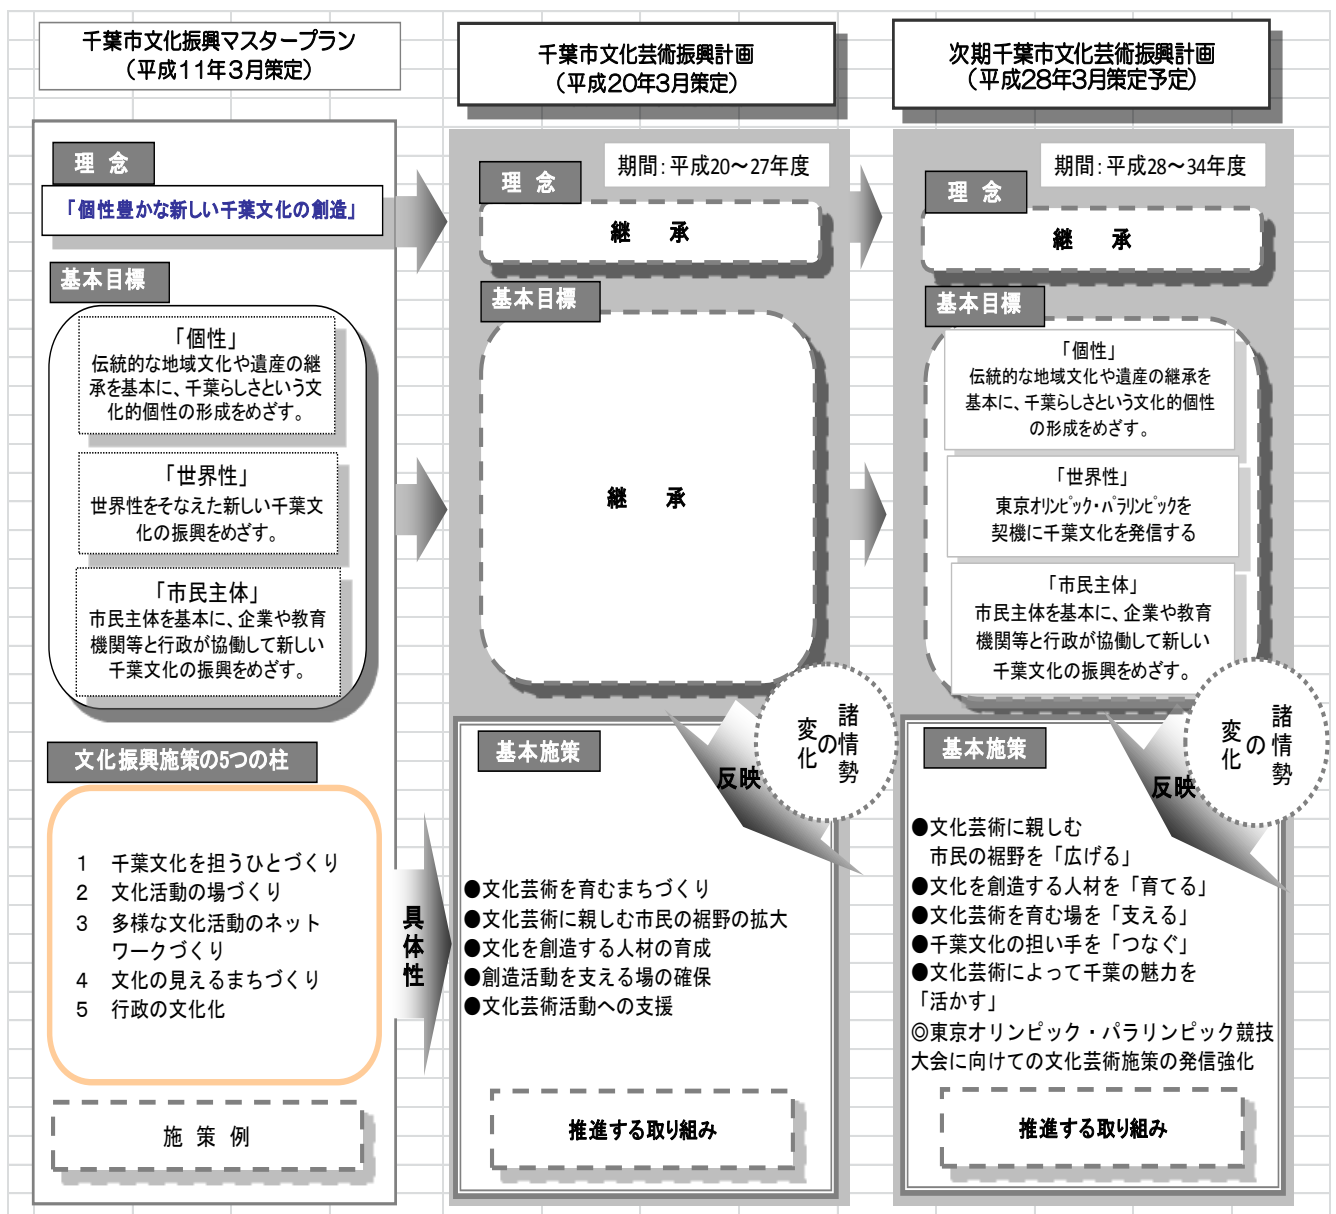 千葉市文化振興マスタープラン
（平成11年3月策定）
理 念
「個性豊かな新しい千葉文化の創造」
基本目標
「個性」
伝統的な地域文化や遺産の継
承を基本に、千葉らしさという文
化的個性の形成をめざす。
「世界性」
世界性をそなえた新しい千葉文
化の振興をめざす。
「市民主体」
市民主体を基本に、企業や教育
機関等と行政が協働して新しい
千葉文化の振興をめざす。
文化振興施策の5つの柱
1 千葉文化を担うひとづくり
2 文化活動の場づくり
3 多様な文化活動のネット
ワークづくり
4 文化の見えるまちづくり
5 行政の文化化
施 策 例
具体性
千葉市文化芸術振興計画
（平成20年3月策定）
期間：平成20～27年度
理 念
継 承
基本目標
継 承
諸情勢
の
変化
反映
基本施策
●文化芸術を育むまちづくり
●文化芸術に親しむ市民の裾野の拡大
●文化を創造する人材の育成
●創造活動を支える場の確保
●文化芸術活動への支援
推進する取り組み
次期千葉市文化芸術振興計画
（平成28年3月策定予定）
期間：平成28～34年度
理 念
継 承
基本目標
「個性」
伝統的な地域文化や遺産の継承を
基本に、千葉らしさという文化的個性
の形成をめざす。
「世界性」
東京オリンピック・パラリンピックを
契機に千葉文化を発信する
「市民主体」
市民主体を基本に、企業や教育
機関等と行政が協働して新しい
千葉文化の振興をめざす。
諸情勢
の
変化
反映
基本施策
●文化芸術に親しむ
市民の裾野を「広げる」
●文化を創造する人材を「育てる」
●文化芸術を育む場を「支える」
●千葉文化の担い手を「つなぐ」
●文化芸術によって千葉の魅力を
「活かす」
◎東京オリンピック・パラリンピック競技
大会に向けての文化芸術施策の発信強化
推進する取り組み